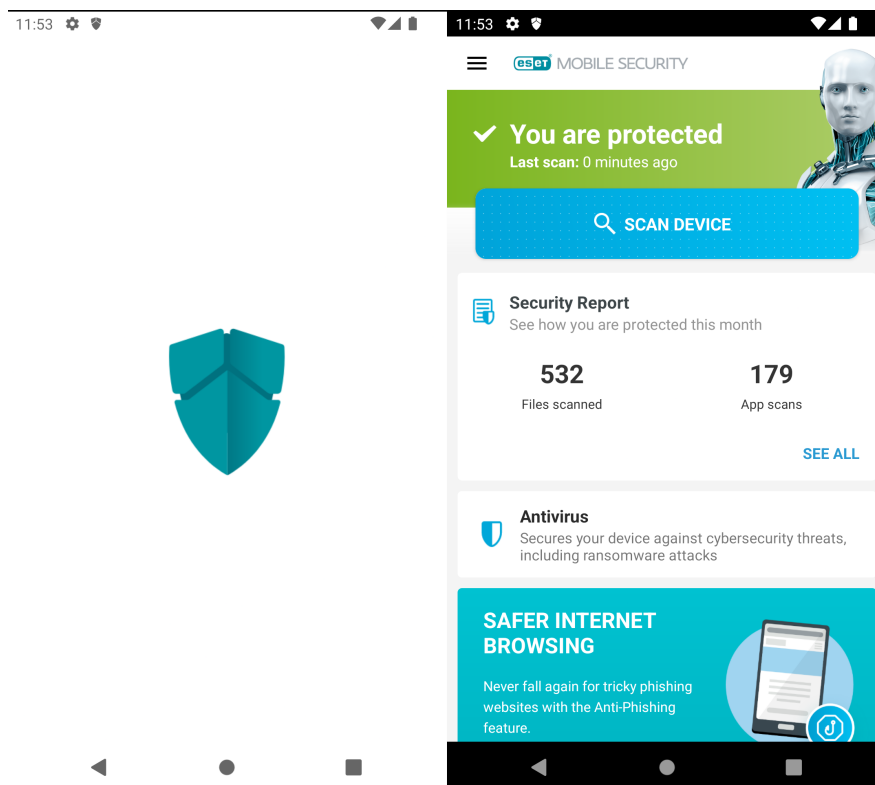 11:53
11:53
eseT MOBILE SECURITY
You are protected
Last scan: 0 minutes ago
SCAN DEVICE
Security Report
See how you are protected this month
532 179
Files scanned App scans
SEE ALL
Antivirus
Secures your device against cybersecurity threats,
including ransomware attacks
SAFER INTERNET
BROWSING
Never fall again for tricky phishing
websites with the Anti-Phishing
feature.